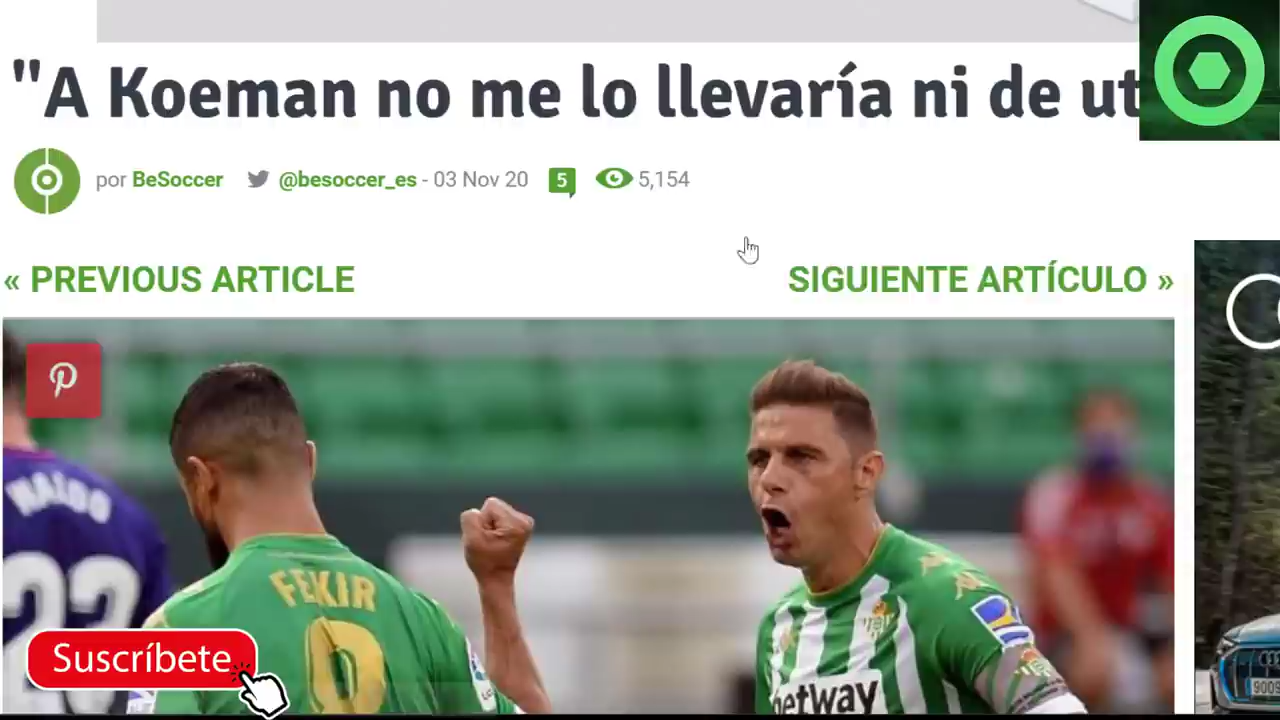 "A Koeman no me lo llevaría ni de ut
por BeSoccer @besoccer_es - 03 Nov 20 5 5,154
« PREVIOUS ARTICLE SIGUIENTE ARTÍCULO »
FEKIR
Suscríbete
betway